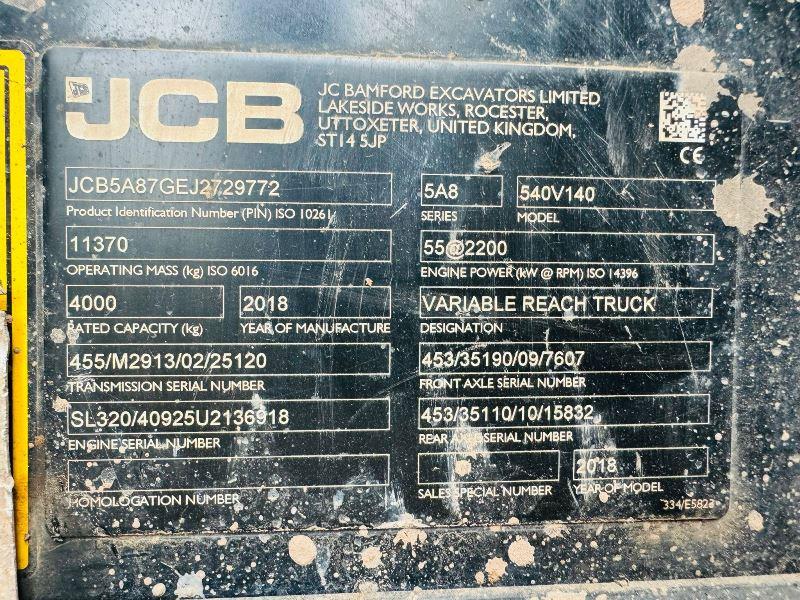 JCB
JC BAMFORD EXCAVATORS LIMITED
LAKESIDE WORKS, ROCESTER,
UTTOXETER, UNITED KINGDOM,
ST14 5JP
CE
JCB5A87GEJ2729772
Product Identification Number (PIN) ISO 10261
5A8
SERIES
540V140
MODEL
11370
OPERATING MASS (kg) ISO 6016
55@2200
ENGINE POWER (kW @ RPM) ISO 14396
4000
RATED CAPACITY (kg)
2018
YEAR OF MANUFACTURE
VARIABLE REACH TRUCK
DESIGNATION
455/M2913/02/25120
TRANSMISSION SERIAL NUMBER
453/35190/09/7607
FRONT AXLE SERIAL NUMBER
SL320/40925U2136918
ENGINE SERIAL NUMBER
453/35110/10/15832
REAR AXLE SERIAL NUMBER
HOMOLOGATION NUMBER
SALES SPECIAL NUMBER
2018
YEAR OF MODEL
334/E5823